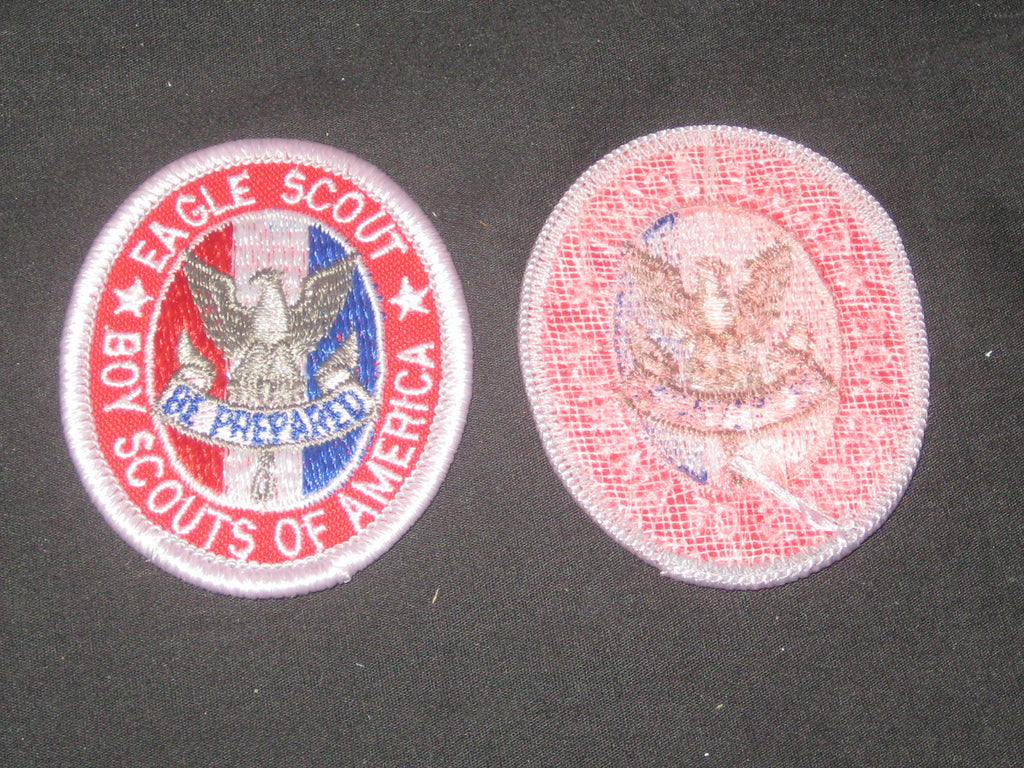 EAGLE SCOUT
BOY SCOUTS OF AMERICA
BE PREPARED